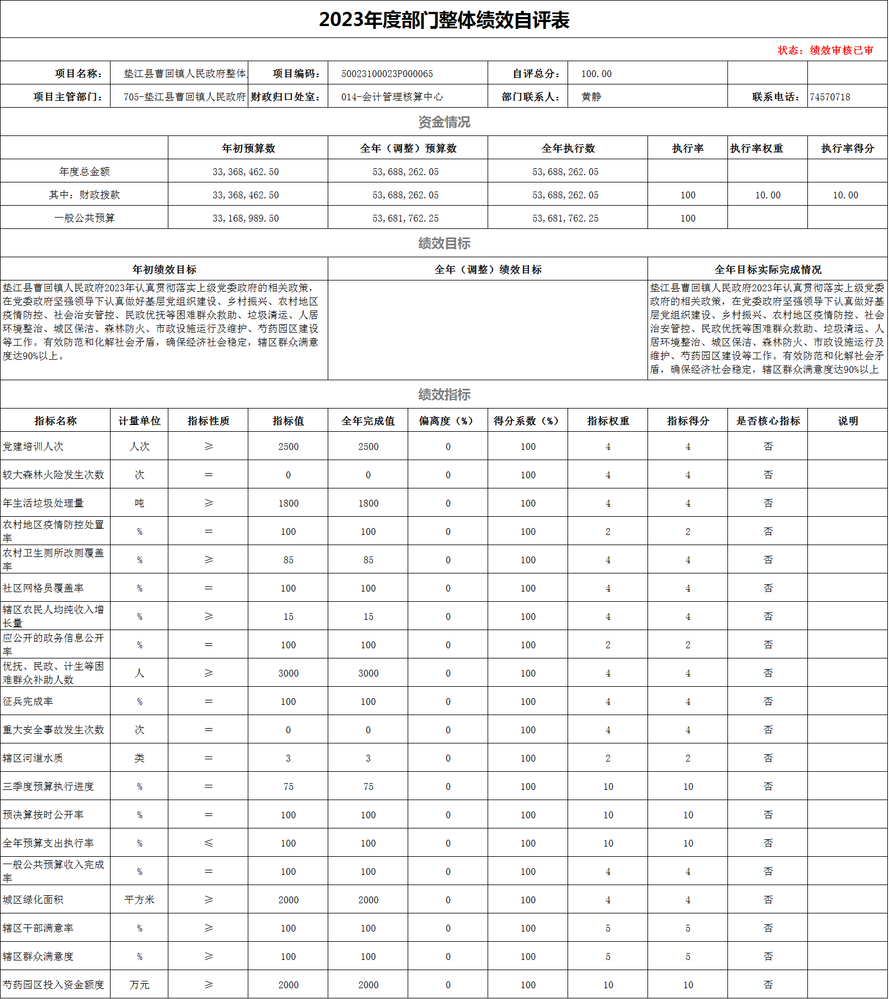 2023年度部门整体绩效自评表
状态：绩效审核已审
项目名称： 垫江县曹回镇人民政府整体 项目编码： 50023100023P000065 自评总分： 100.00
项目主管部门： 705-垫江县曹回镇人民政府 财政归口处室： 014-会计管理核算中心 部门联系人： 黄静 联系电话： 74570718
资金情况
年初预算数 全年（调整）预算数 全年执行数 执行率 执行率权重 执行率得分
年度总金额 33,368,462.50 53,688,262.05 53,688,262.05
其中：财政拨款 33,368,462.50 53,688,262.05 53,688,262.05 100 10.00 10.00
一般公共预算 33,168,989.50 53,681,762.25 53,681,762.25 100
绩效目标
年初绩效目标 全年（调整）绩效目标 全年目标实际完成情况
垫江县曹回镇人民政府2023年认真贯彻落实上级党委政府的相关政策，
在党委政府坚强领导下认真做好基层党组织建设、乡村振兴、农村地区
疫情防控、社会治安管控、民政优抚等困难群众救助、垃圾清运、人居
环境整治、城区保洁、森林防火、市政设施运行及维护、芍药园区建设
等工作。有效防范和化解社会矛盾，确保经济社会稳定，辖区群众满意
度达90%以上。
垫江县曹回镇人民政府2023年认真贯彻落实上级党委
政府的相关政策，在党委政府坚强领导下认真做好基
层党组织建设、乡村振兴、农村地区疫情防控、社会
治安管控、民政优抚等困难群众救助、垃圾清运、人
居环境整治、城区保洁、森林防火、市政设施运行及
维护、芍药园区建设等工作。有效防范和化解社会矛
盾，确保经济社会稳定，辖区群众满意度达90%以上
绩效指标
指标名称 计量单位 指标性质 指标值 全年完成值 偏离度（%） 得分系数（%） 指标权重 指标得分 是否核心指标 说明
党建培训人次 人次 ≥ 2500 2500 0 100 4 4 否
较大森林火险发生次数 次 ＝ 0 0 0 100 4 4 否
年生活垃圾处理量 吨 ≥ 1800 1800 0 100 4 4 否
农村地区疫情防控处置
率 % ＝ 100 100 0 100 2 2 否
农村卫生厕所改厕覆盖
率 % ≥ 85 85 0 100 4 4 否
社区网格员覆盖率 % ＝ 100 100 0 100 4 4 否
辖区农民人均纯收入增
长量 % ≥ 15 15 0 100 4 4 否
应公开的政务信息公开
率 % ＝ 100 100 0 100 2 2 否
优抚、民政、计生等困
难群众补助人数 人 ≥ 3000 3000 0 100 4 4 否
征兵完成率 % ＝ 100 100 0 100 4 4 否
重大安全事故发生次数 次 ＝ 0 0 0 100 4 4 否
辖区河道水质 类 ＝ 3 3 0 100 2 2 否
三季度预算执行进度 % ＝ 75 75 0 100 10 10 否
预决算按时公开率 % ＝ 100 100 0 100 10 10 否
全年预算支出执行率 % ≤ 100 100 0 100 10 10 否
一般公共预算收入完成
率 % ＝ 100 100 0 100 4 4 否
城区绿化面积 平方米 ≥ 2000 2000 0 100 4 4 否
辖区干部满意率 % ≥ 100 100 0 100 5 5 否
辖区群众满意度 % ≥ 100 100 0 100 5 5 否
芍药园区投入资金额度 万元 ≥ 2000 2000 0 100 10 10 否